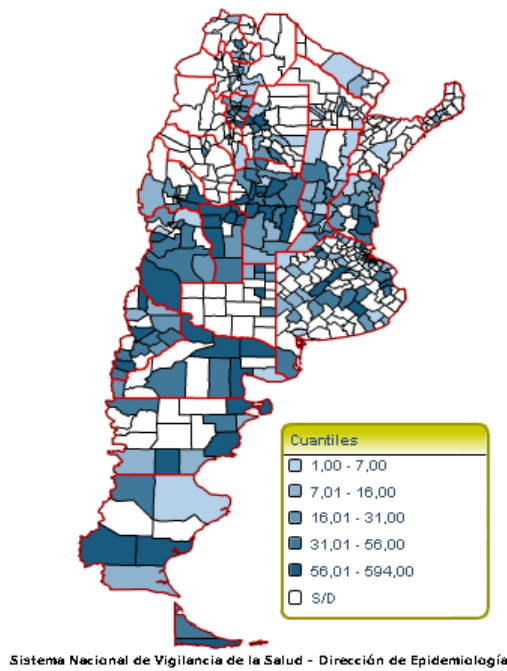 Cuantiles
1,00 - 7,00
7,01 - 16,00
16,01 - 31,00
31,01 - 56,00
56,01 - 594,00
S/D
Sistema Nacional de Vigilancia de la Salud - Dirección de Epidemiología